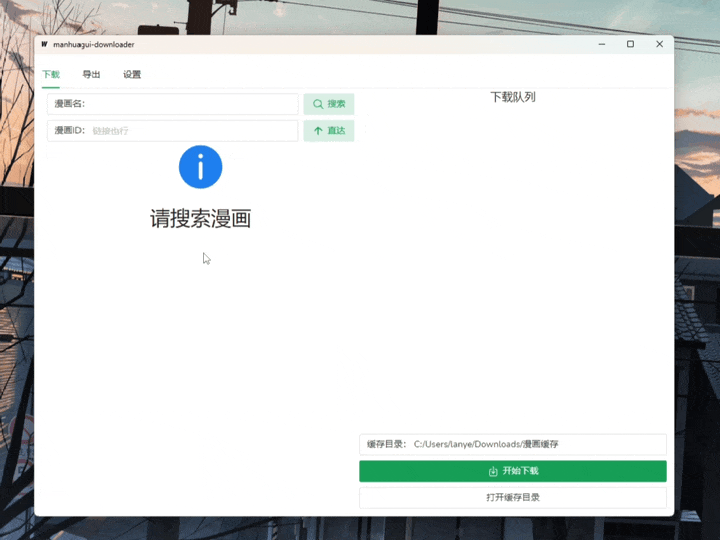 manhuagui-downloader
下载 导出 设置
漫画名：
搜索
漫画ID： 链接也行
直达
请搜索漫画
下载队列
缓存目录： C:/Users/lanye/Downloads/漫画缓存
开始下载
打开缓存目录